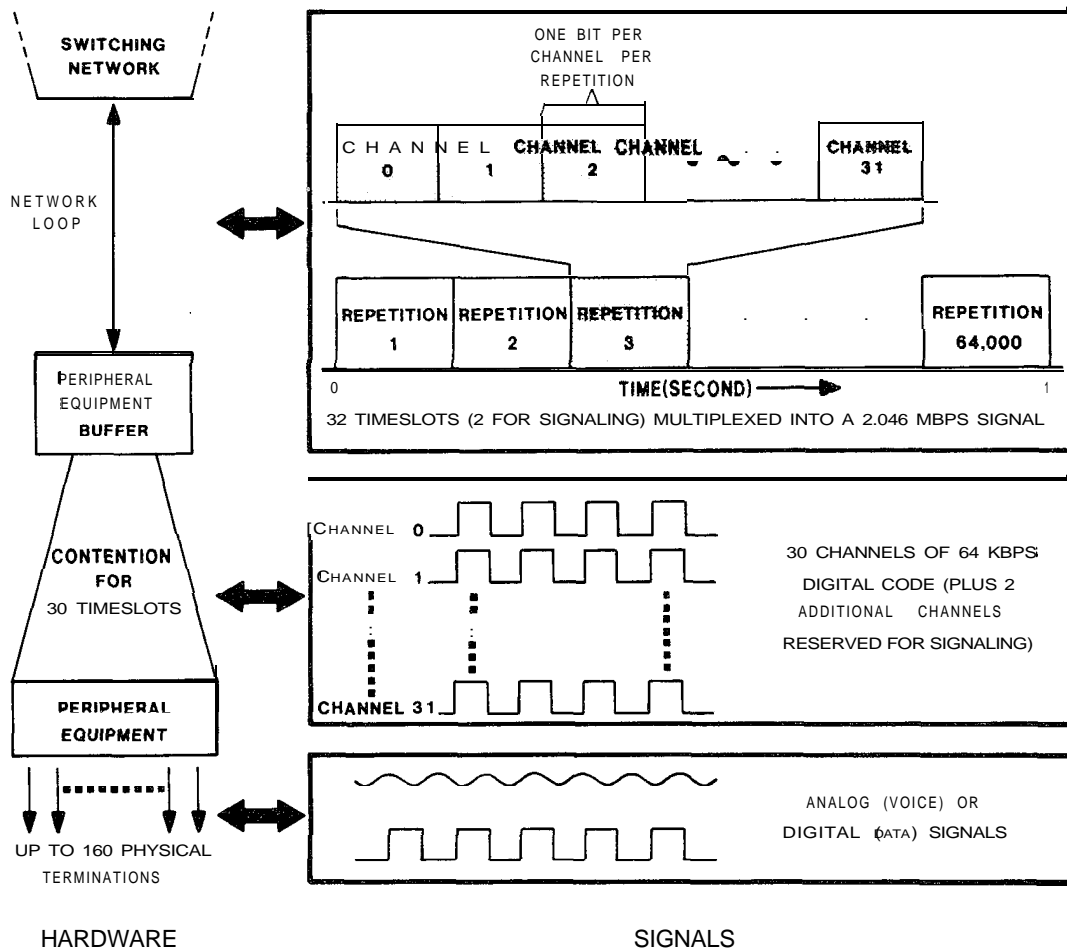 SWITCHING
NETWORK
NETWORK
LOOP
PERIPHERAL
EQUIPMENT
BUFFER
CONTENTION
FOR
30 TIMESLOTS
PERIPHERAL
EQUIPMENT
UP TO 160 PHYSICAL
TERMINATIONS
HARDWARE
ONE BIT PER
CHANNEL PER
REPETITION
CHANNEL CHANNEL CHANNEL . .
CHANNEL
0 1 2
31
REPETITION REPETITION REPETITION . . . REPETITION
1 2 3 64,000
0 TIME(SECOND) 1
32 TIMESLOTS (2 FOR SIGNALING) MULTIPLEXED INTO A 2.046 MBPS SIGNAL
CHANNEL 0
CHANNEL 1
CHANNEL 31
30 CHANNELS OF 64 KBPS
DIGITAL CODE (PLUS 2
ADDITIONAL CHANNELS
RESERVED FOR SIGNALING)
ANALOG (VOICE) OR
DIGITAL (DATA) SIGNALS
SIGNALS